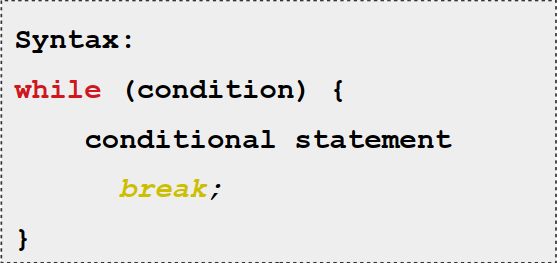 Syntax:
while (condition) {
conditional statement
break;
}